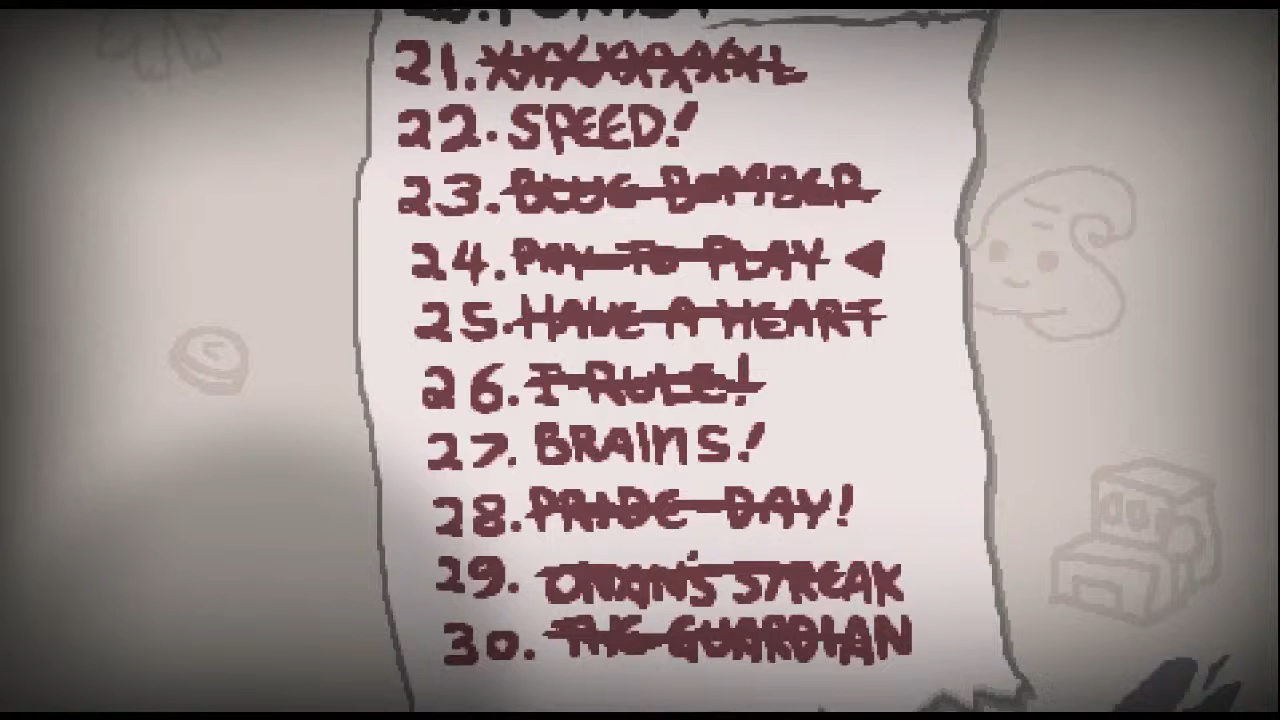 21.
22. SPEED!
23. BLUE BOMBER
24. PAY TO PLAY
25. HAVE A HEART
26. I RULE!
27. BRAINS!
28. PRIDE DAY!
29. ONAN'S STREAK
30. THE GUARDIAN